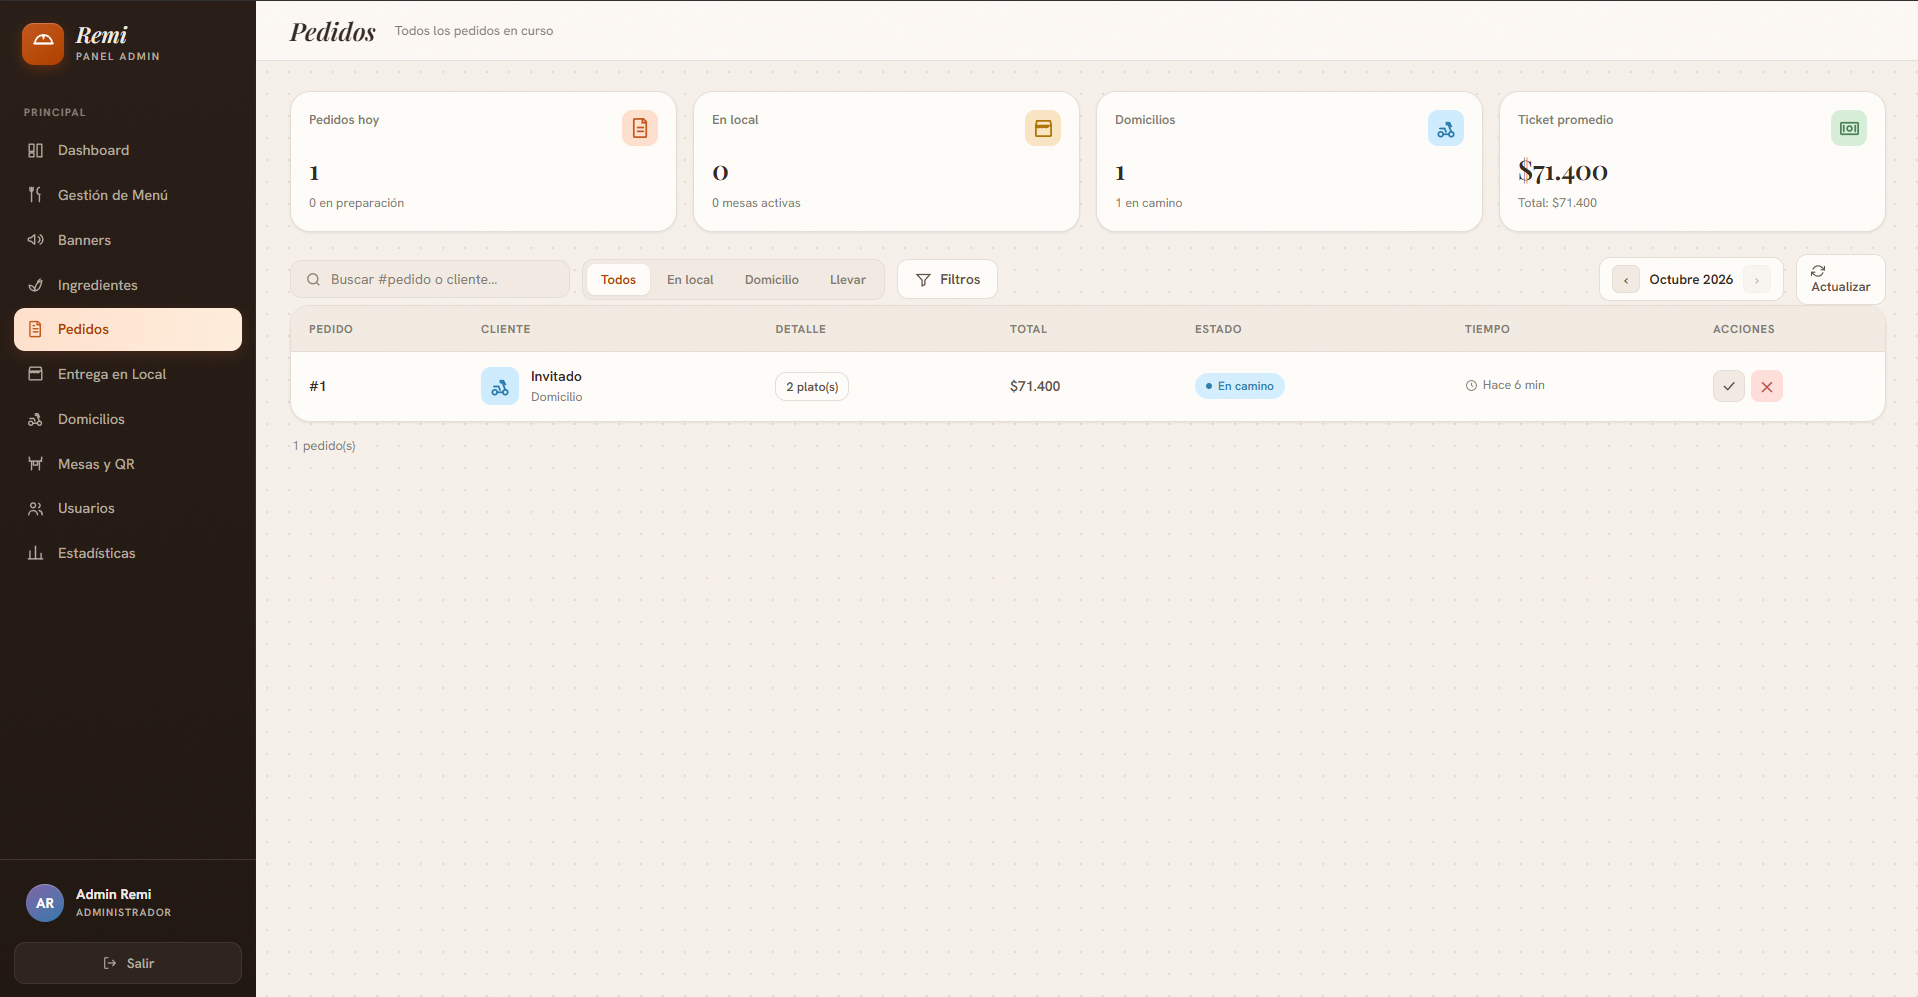 Remi
PANEL ADMIN
PRINCIPAL
Dashboard
Gestión de Menú
Banners
Ingredientes
Pedidos
Entrega en Local
Domicilios
Mesas y QR
Usuarios
Estadísticas
AR
Admin Remi
ADMINISTRADOR
Salir
Pedidos Todos los pedidos en curso
Pedidos hoy
1
0 en preparación
En local
0
0 mesas activas
Domicilios
1
1 en camino
Ticket promedio
$71.400
Total: $71.400
Buscar #pedido o cliente...
Todos En local Domicilio Llevar
Filtros
‹ Octubre 2026 ›
Actualizar
PEDIDO CLIENTE DETALLE TOTAL ESTADO TIEMPO ACCIONES
#1 Invitado 2 plato(s) $71.400 En camino Hace 6 min
Domicilio
1 pedido(s)